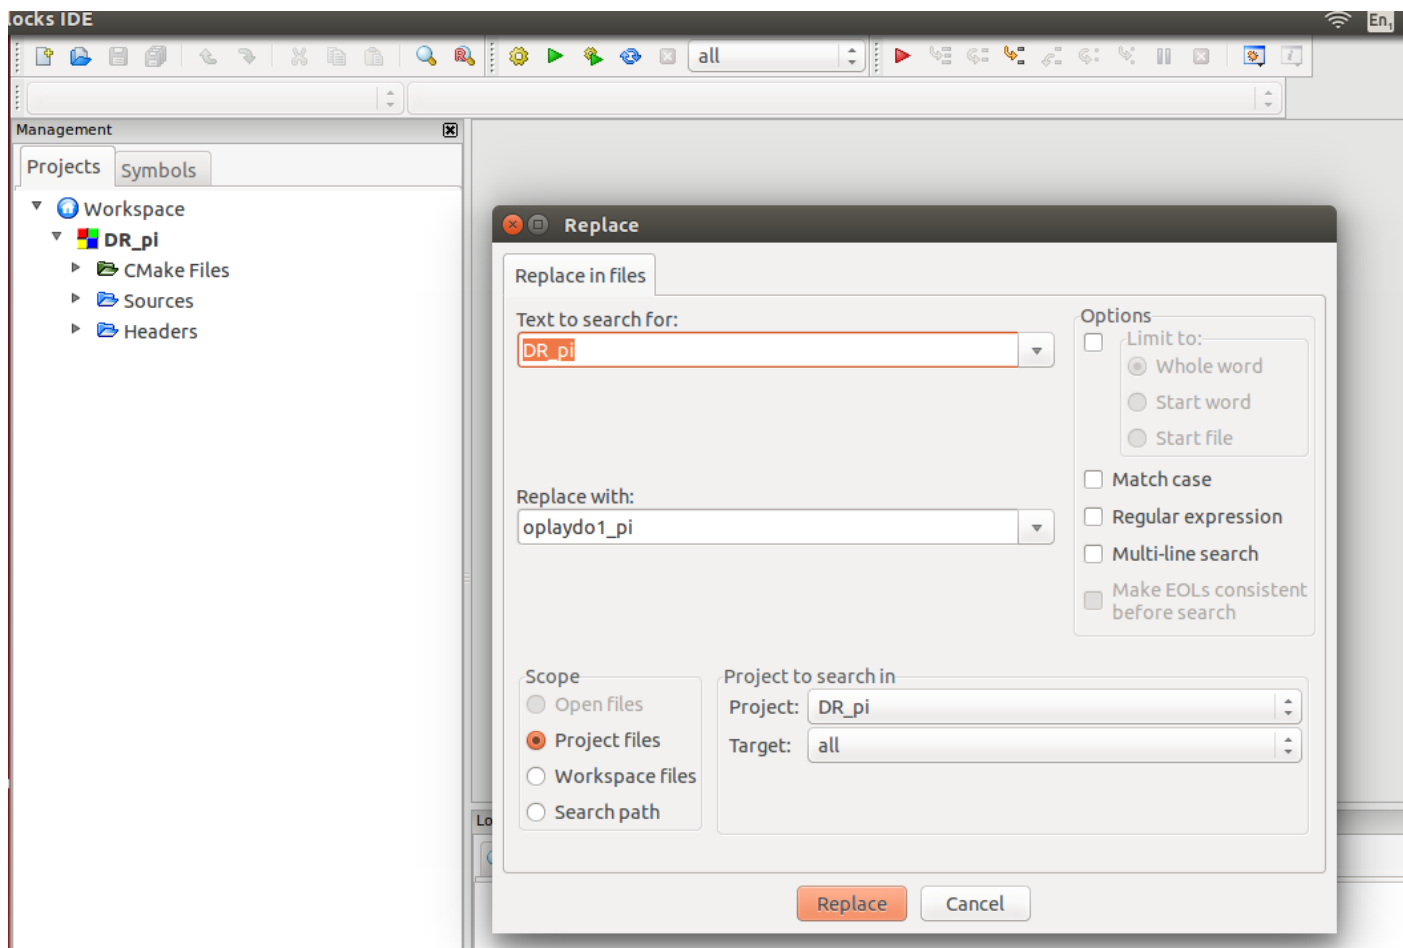 locks IDE
En1
all
Management
Projects
Symbols
Workspace
DR_pi
CMake Files
Sources
Headers
Replace
Replace in files
Text to search for:
DR_pi
Replace with:
oplaydo1_pi
Options
Limit to:
Whole word
Start word
Start file
Match case
Regular expression
Multi-line search
Make EOLs consistent
before search
Scope
Open files
Project files
Workspace files
Search path
Project to search in
Project: DR_pi
Target: all
Lo
Replace
Cancel